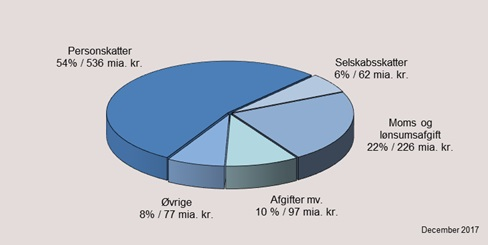 Personskatter
54% / 536 mia. kr.
Selskabsskatter
6% / 62 mia. kr.
Moms og
lønsumsafgift
22% / 226 mia. kr.
Afgifter mv.
10 % / 97 mia. kr.
Øvrige
8% / 77 mia. kr.
December 2017